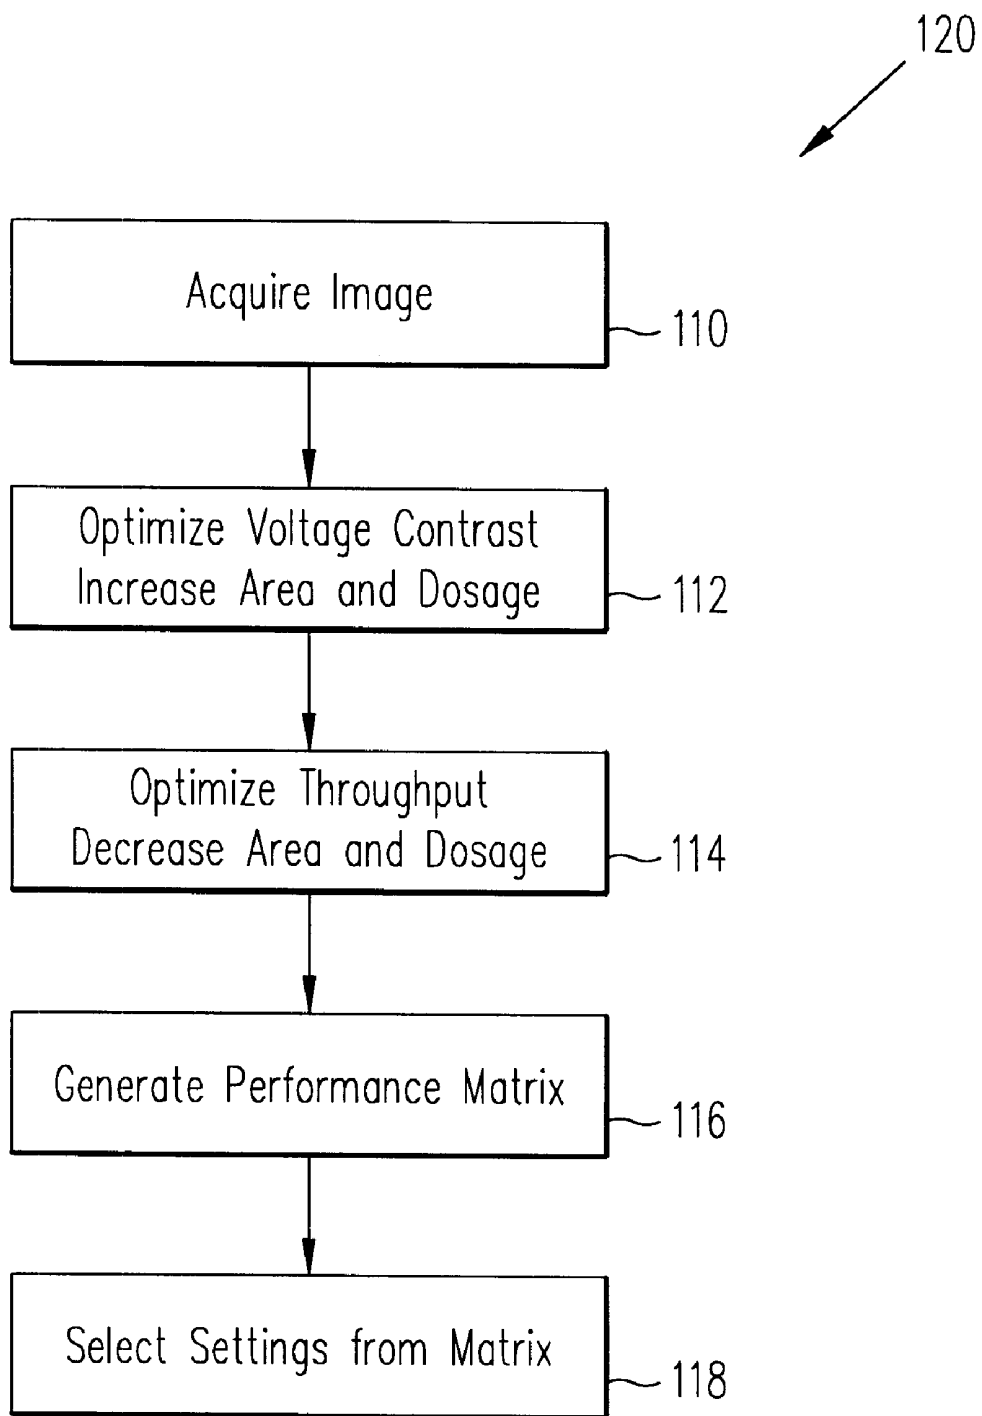 120
Acquire Image
110
Optimize Voltage Contrast
Increase Area and Dosage
112
Optimize Throughput
Decrease Area and Dosage
114
Generate Performance Matrix
116
Select Settings from Matrix
118